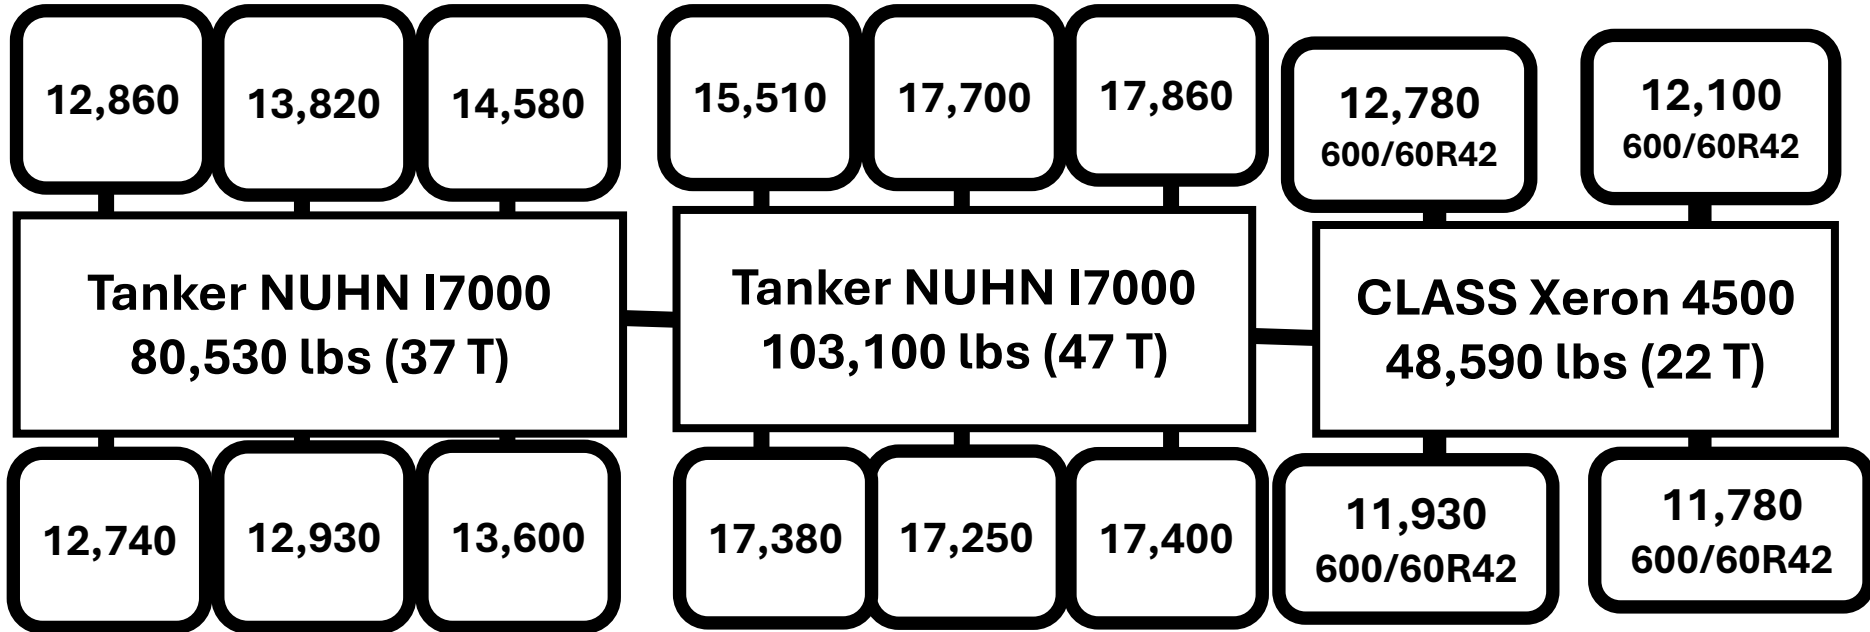 12,860
13,820
14,580
15,510
17,700
17,860
12,780
600/60R42
12,100
600/60R42
Tanker NUHN I7000
80,530 lbs (37 T)
Tanker NUHN I7000
103,100 lbs (47 T)
CLASS Xeron 4500
48,590 lbs (22 T)
12,740
12,930
13,600
17,380
17,250
17,400
11,930
600/60R42
11,780
600/60R42